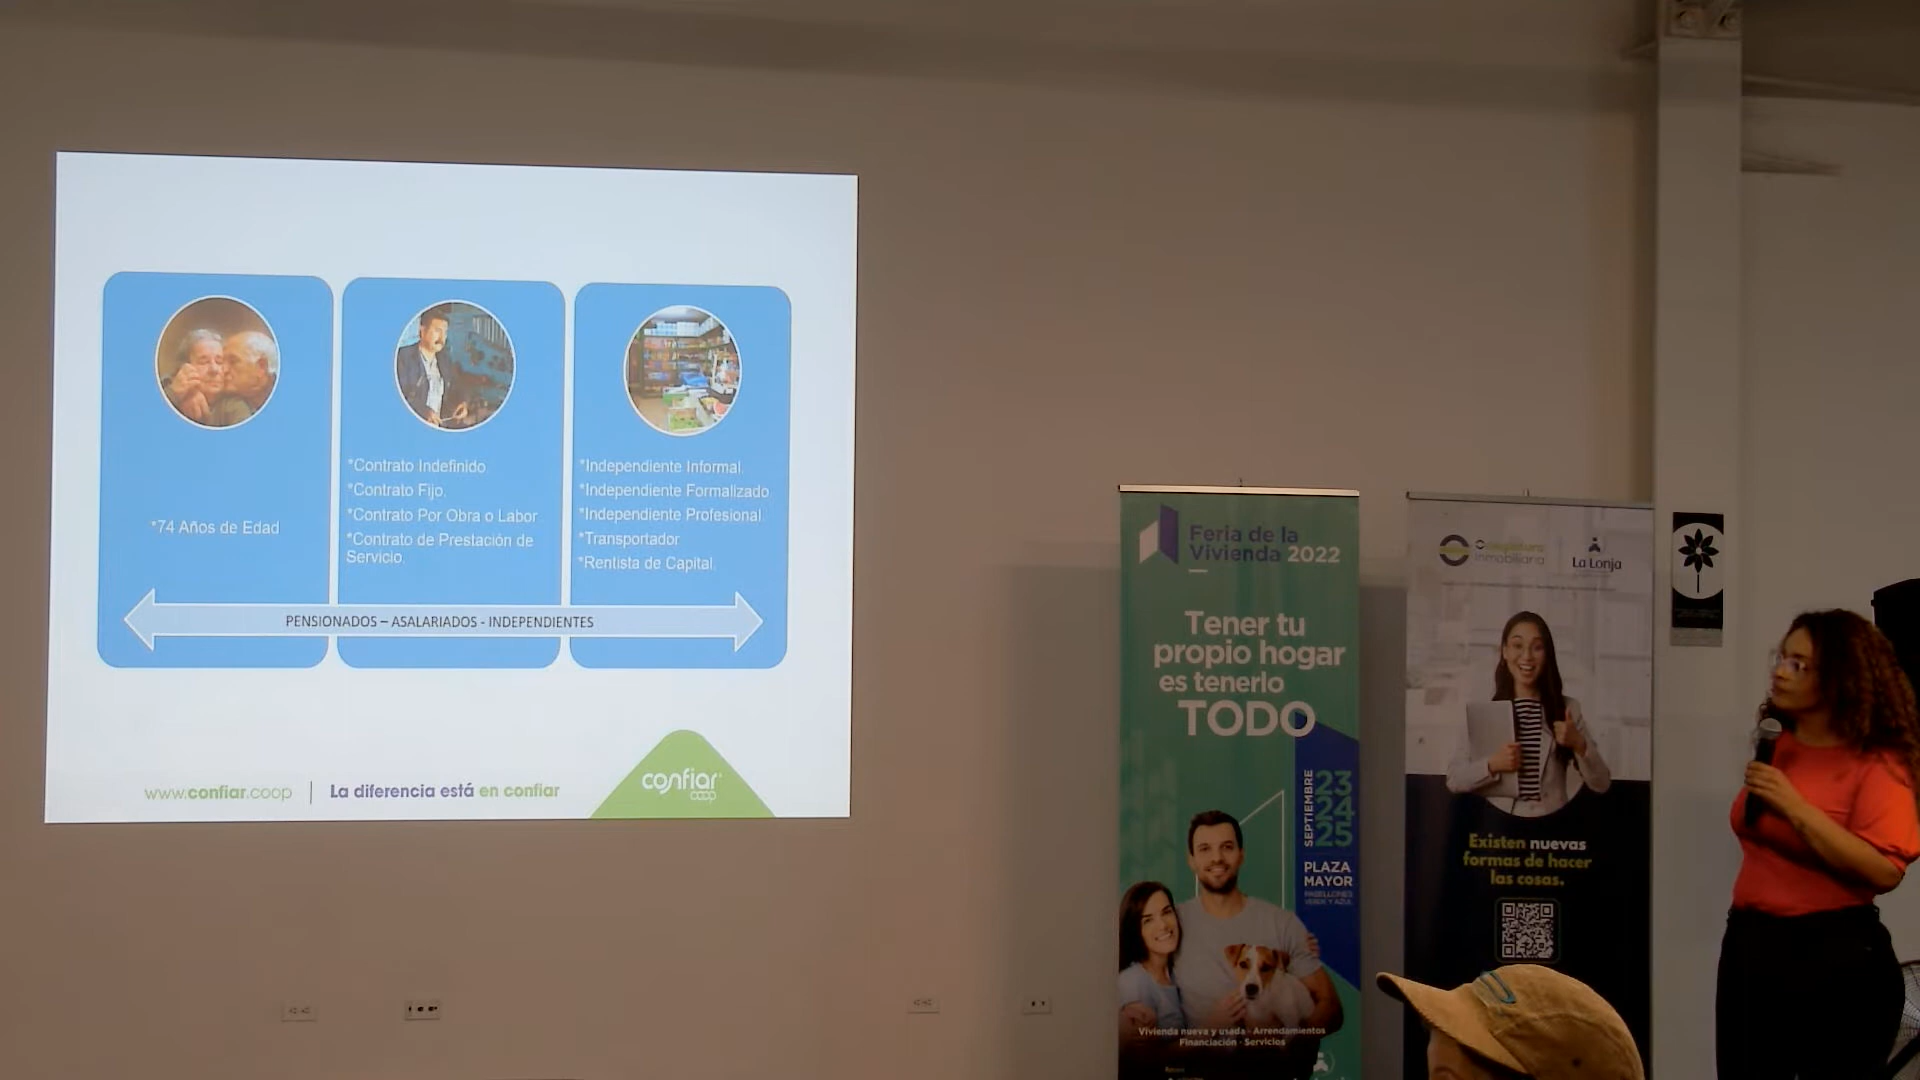 *74 Años de Edad
*Contrato Indefinido
*Contrato Fijo.
*Contrato Por Obra o Labor
*Contrato de Prestación de
Servicio.
*Independiente Informal.
*Independiente Formalizado
*Independiente Profesional.
*Transportador
*Rentista de Capital.
PENSIONADOS – ASALARIADOS - INDEPENDIENTES
www.confiar.coop
La diferencia está en confiar
confiar
coop
Feria de la
Vivienda 2022
Tener tu
propio hogar
es tenerlo
TODO
SEPTIEMBRE
23
24
25
PLAZA
MAYOR
PABELLONES
VERDE Y AZUL
Vivienda nueva y usada - Arrendamientos
Financiación - Servicios
inmobiliaria
La Lonja
Existen nuevas
formas de hacer
las cosas.